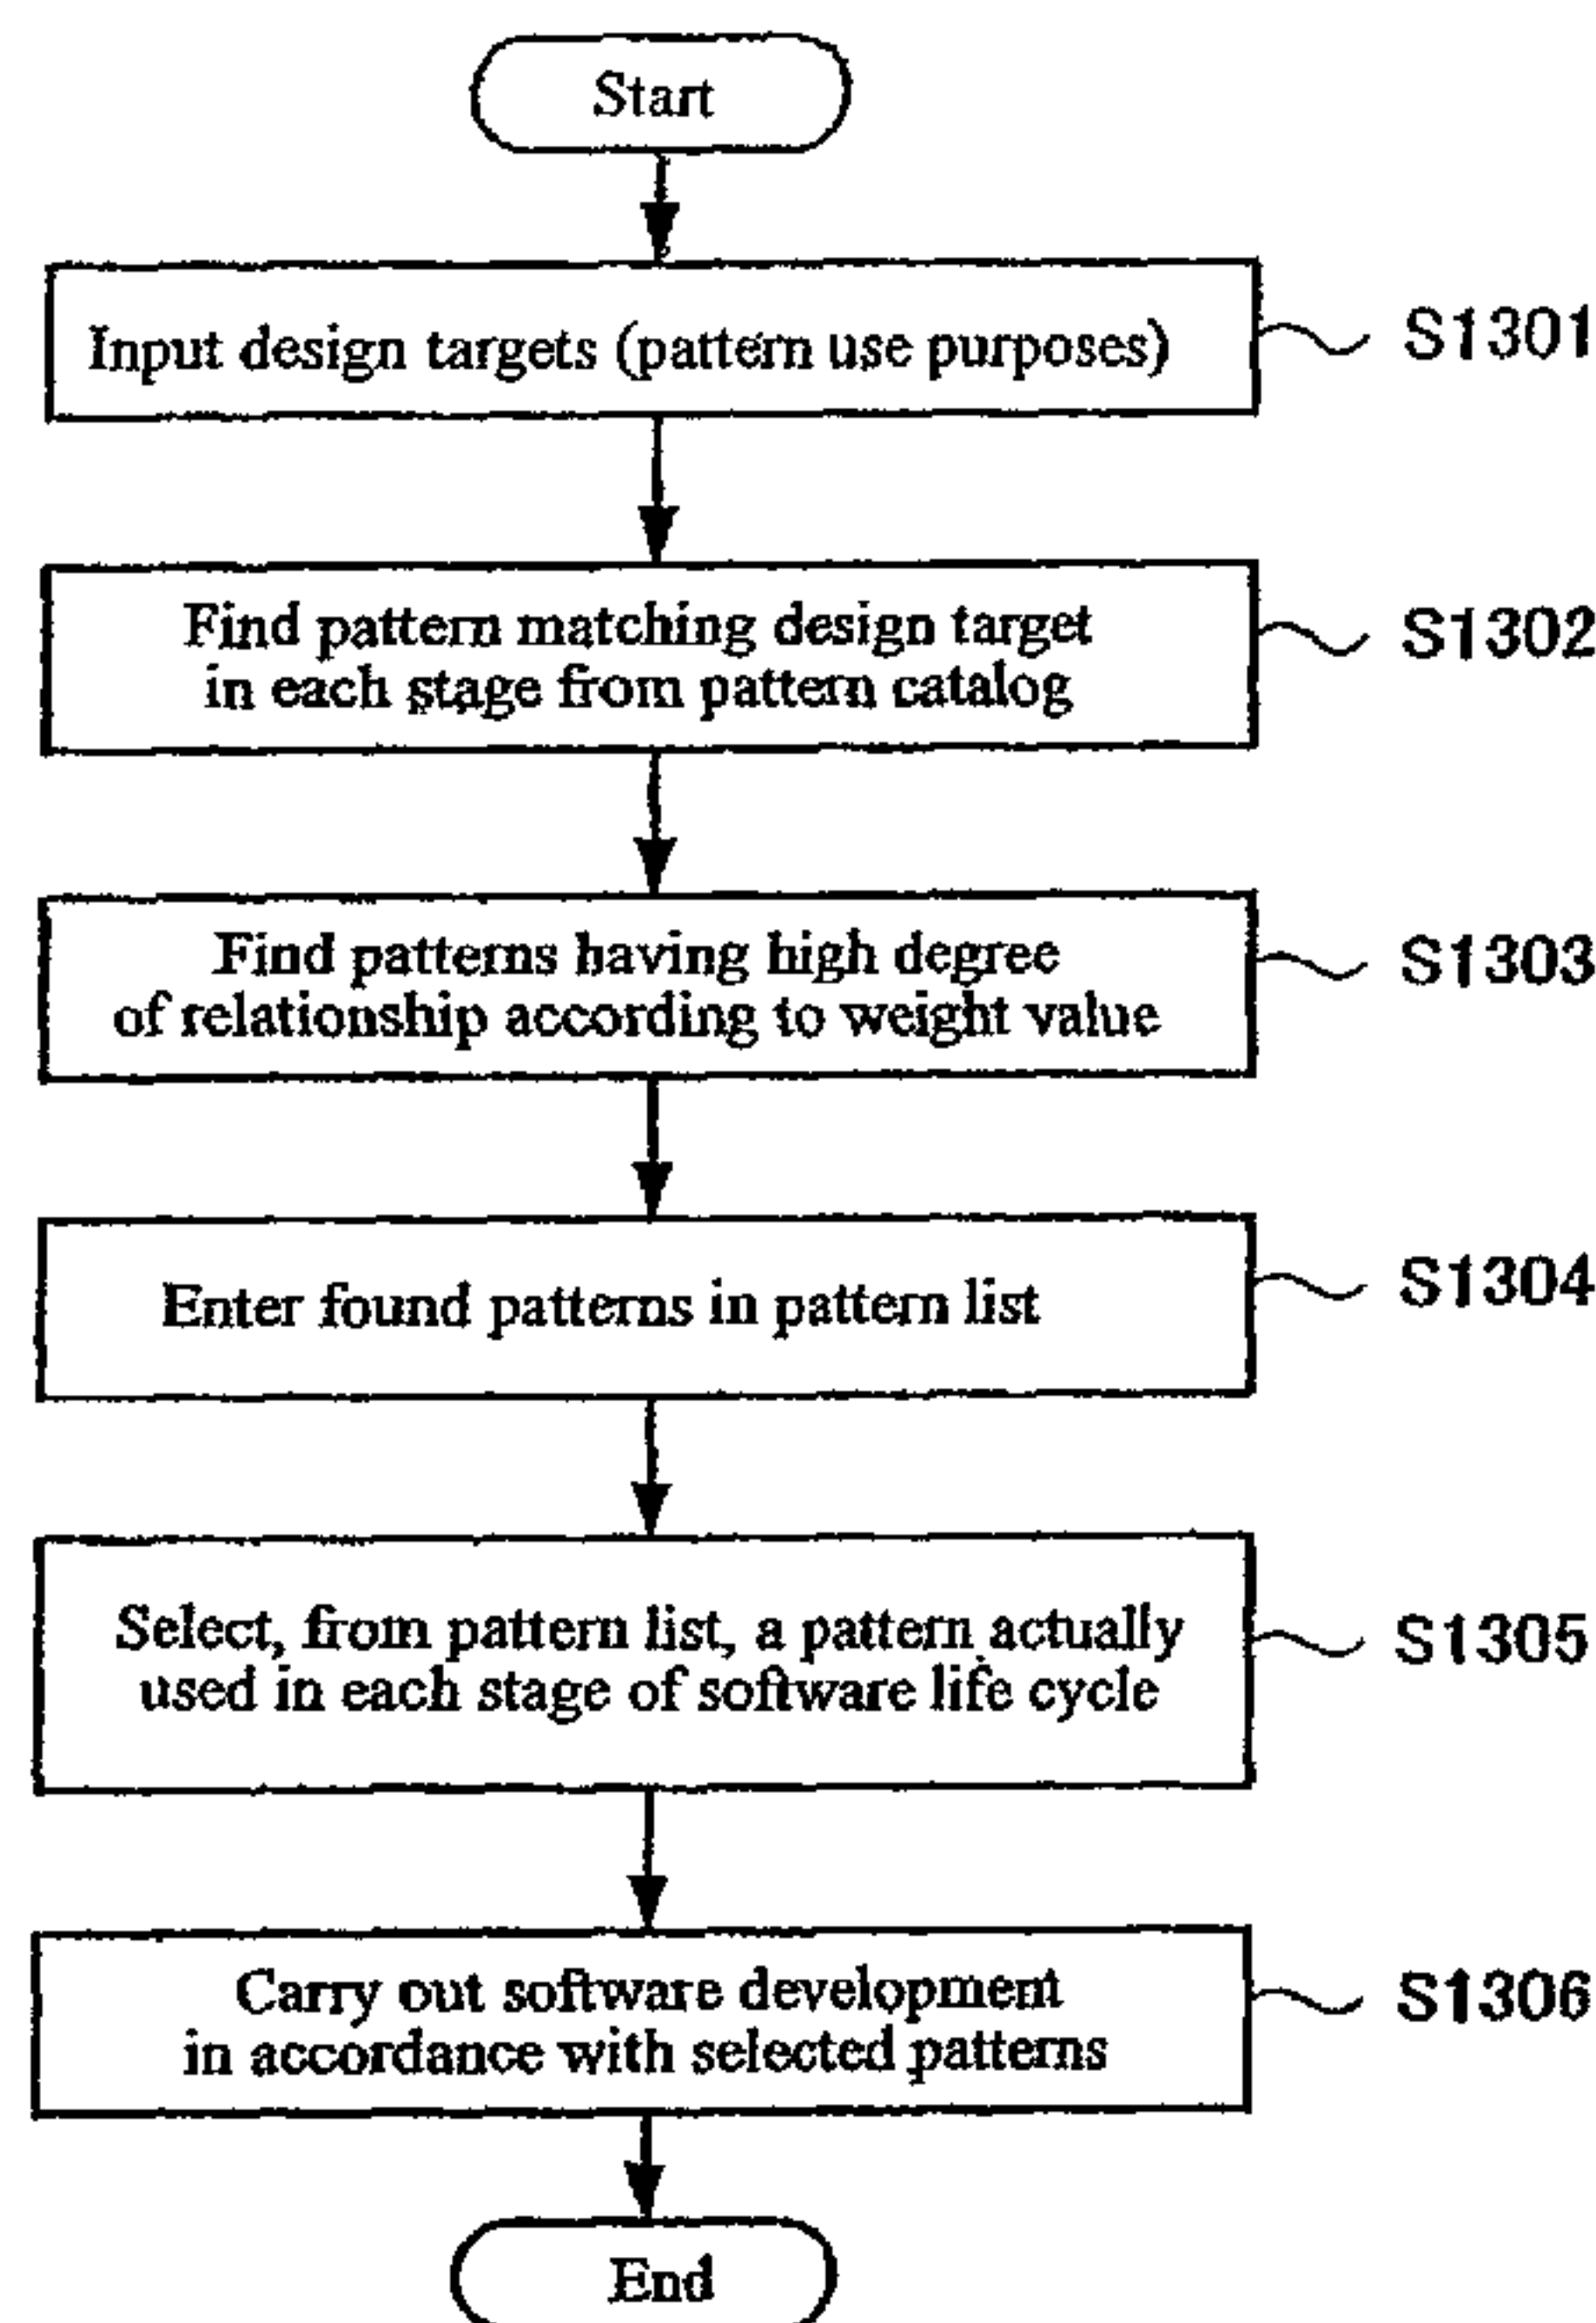 Start
Input design targets (pattern use purposes)
S1301
Find pattern matching design target
in each stage from pattern catalog
S1302
Find patterns having high degree
of relationship according to weight value
S1303
Enter found patterns in pattern list
S1304
Select, from pattern list, a pattern actually
used in each stage of software life cycle
S1305
Carry out software development
in accordance with selected patterns
S1306
End